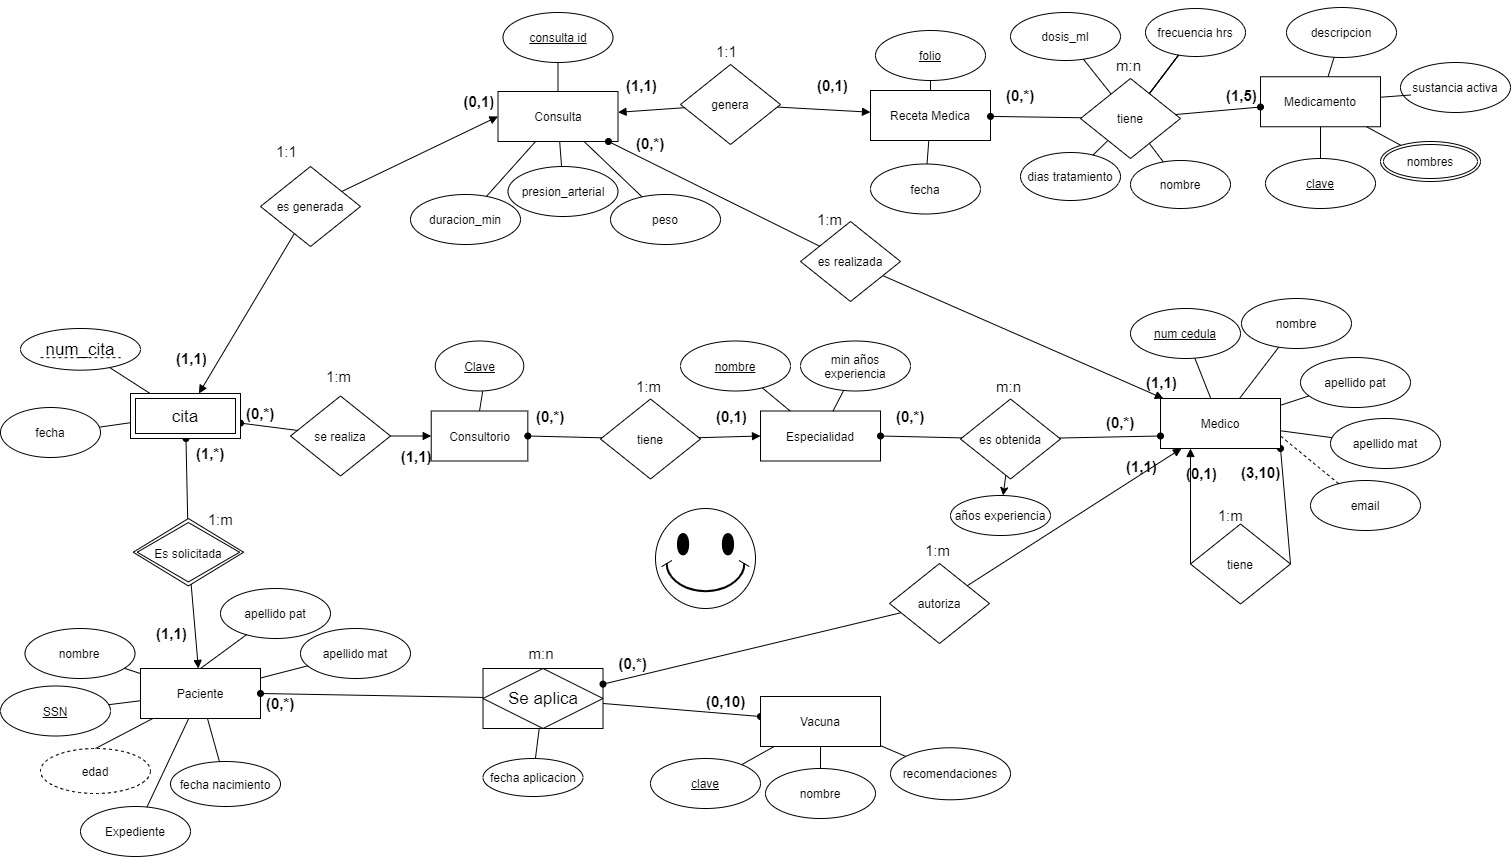 consulta id
Consulta
(0,1)
(1,1)
(0,*)
duracion_min
presion_arterial
peso
1:1
genera
(0,1)
folio
Receta Medica
fecha
(0,*)
m:n
tiene
dosis_ml
frecuencia hrs
dias tratamiento
nombre
(1,5)
descripcion
Medicamento
sustancia activa
nombres
clave
1:1
es generada
(1,1)
1:m
es realizada
(1,1)
num_cita
cita
fecha
(0,*)
(1,*)
1:m
se realiza
(1,1)
Clave
Consultorio
(0,*)
1:m
tiene
(0,1)
nombre
min años
experiencia
Especialidad
(0,*)
m:n
es obtenida
años experiencia
(0,*)
num cedula
nombre
apellido pat
Medico
apellido mat
email
(1,1)
(0,1)
(3,10)
1:m
tiene
1:m
Es solicitada
(1,1)
1:m
autoriza
(0,*)
apellido pat
nombre
apellido mat
Paciente
SSN
edad
fecha nacimiento
Expediente
(0,*)
m:n
Se aplica
fecha aplicacion
(0,10)
Vacuna
clave
nombre
recomendaciones